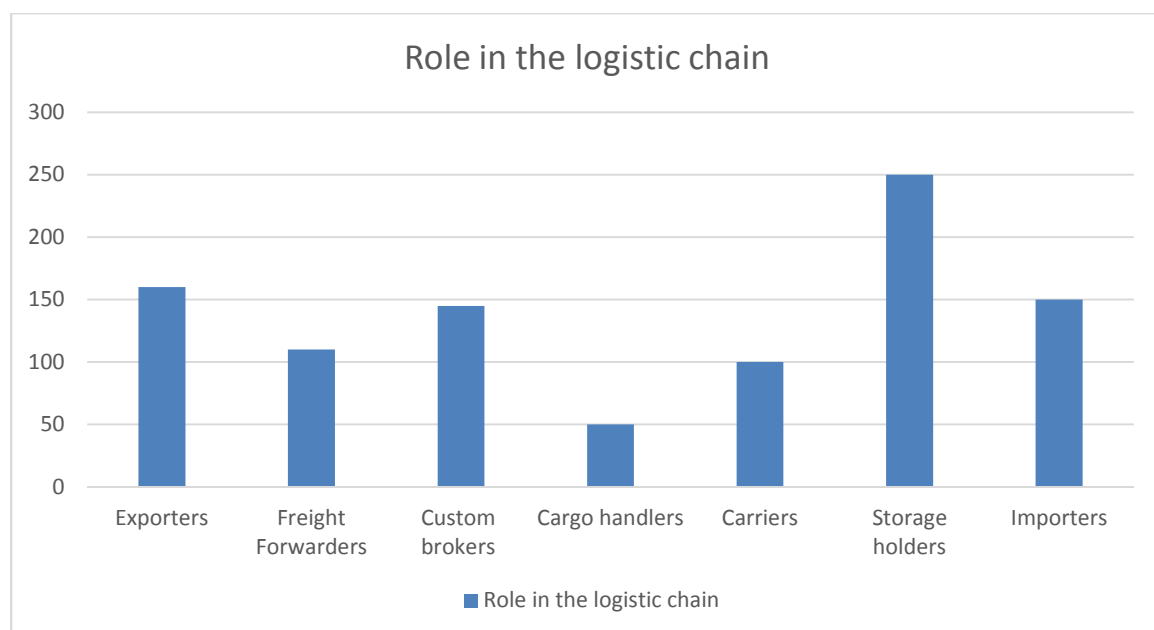 Role in the logistic chain
300
250
200
150
100
50
0
Exporters
Freight
Forwarders
Custom
brokers
Cargo handlers
Carriers
Storage
holders
Importers
Role in the logistic chain